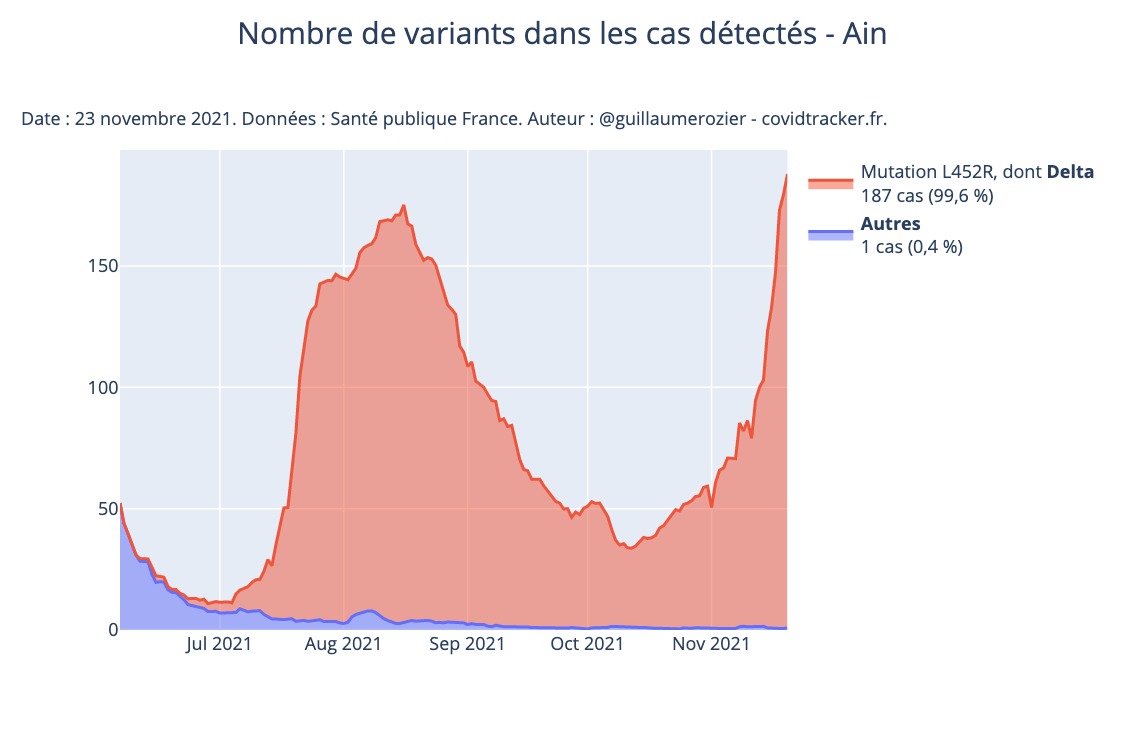 Nombre de variants dans les cas détectés - Ain
Date : 23 novembre 2021. Données : Santé publique France. Auteur : @guillaumerozier - covidtracker.fr.
Mutation L452R, dont Delta
187 cas (99,6 %)
Autres
1 cas (0,4 %)
150
100
50
0
Jul 2021 Aug 2021 Sep 2021 Oct 2021 Nov 2021